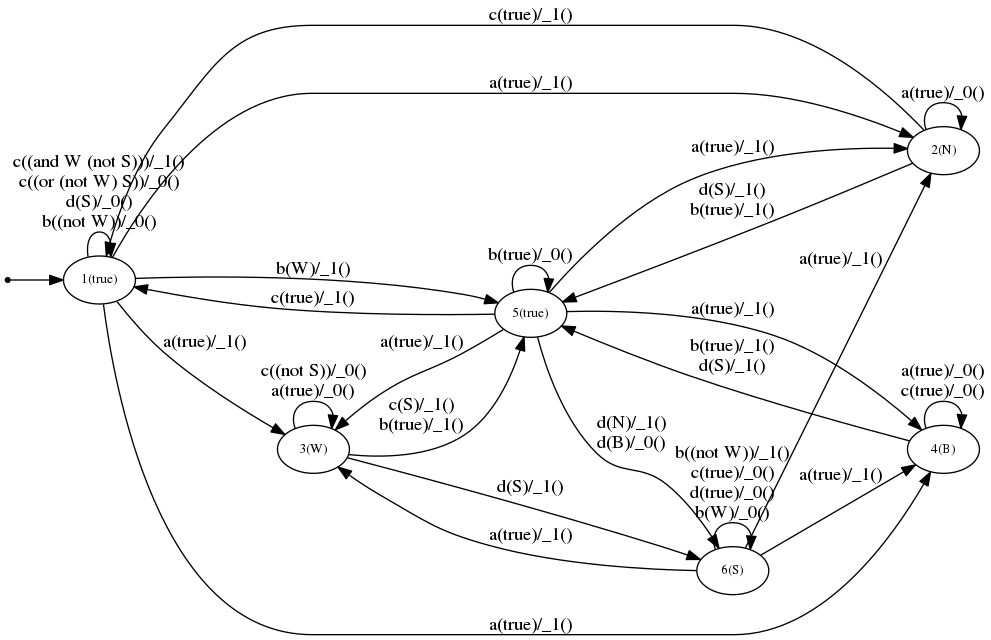 c(true)/_1()
a(true)/_1()
a(true)/_0()
2(N)
a(true)/_1()
c((and W (not S)))/_1()
c((or (not W) S))/_0()
d(S)/_0()
b((not W))/_0()
d(S)/_1()
b(true)/_1()
1(true)
b(W)/_1()
c(true)/_1()
b(true)/_0()
5(true)
a(true)/_1()
a(true)/_1()
a(true)/_1()
a(true)/_1()
b(true)/_1()
d(S)/_1()
c((not S))/_0()
a(true)/_0()
3(W)
c(S)/_1()
b(true)/_1()
a(true)/_0()
c(true)/_0()
4(B)
d(N)/_1()
d(B)/_0()
b((not W))/_1()
c(true)/_0()
d(true)/_0()
b(W)/_0()
a(true)/_1()
d(S)/_1()
a(true)/_1()
6(S)
a(true)/_1()